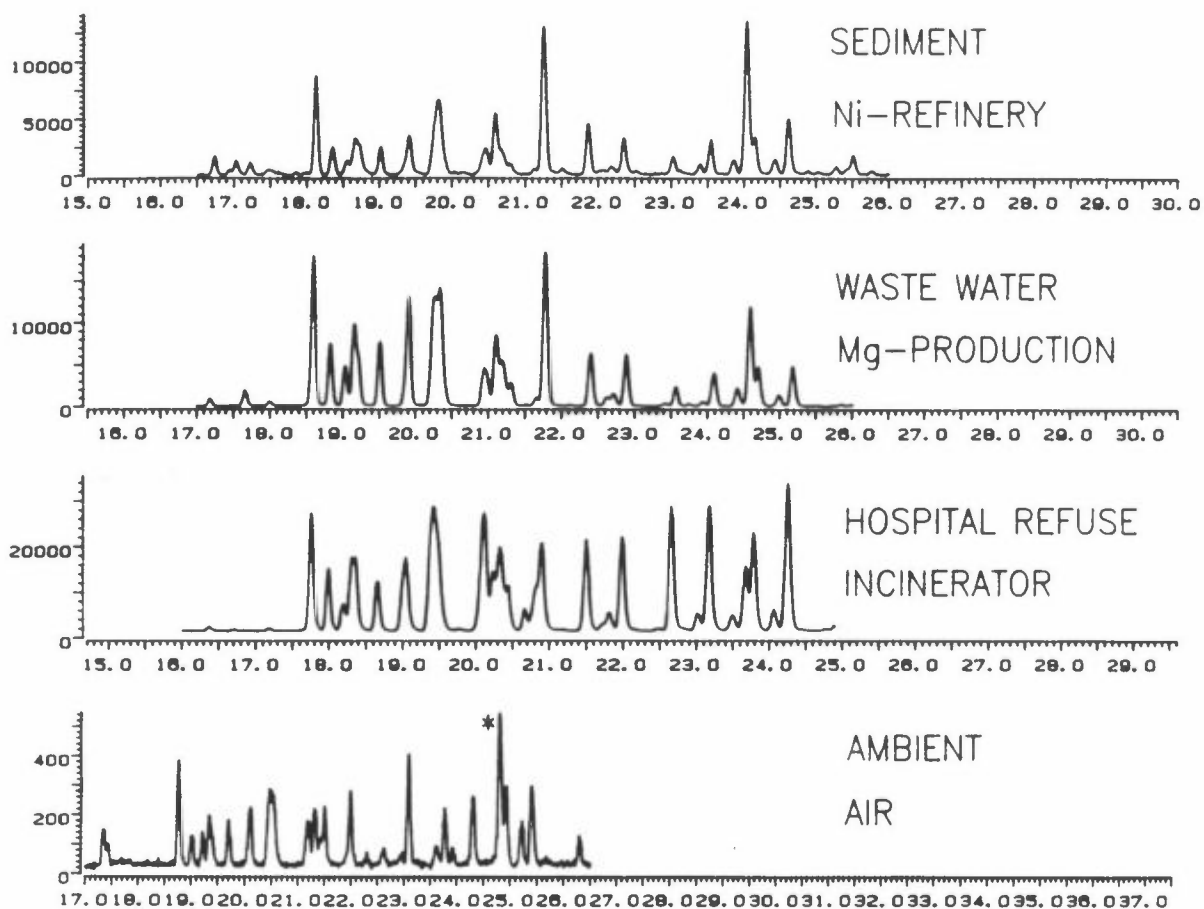 SEDIMENT
10000
Ni-REFINERY
5000
0
15.0 16.0 17.0 18.0 19.0 20.0 21.0 22.0 23.0 24.0 25.0 26.0 27.0 28.0 29.0 30.0
WASTE WATER
10000
Mg-PRODUCTION
0
16.0 17.0 18.0 19.0 20.0 21.0 22.0 23.0 24.0 25.0 26.0 27.0 28.0 29.0 30.0
HOSPITAL REFUSE
20000
INCINERATOR
0
15.0 16.0 17.0 18.0 19.0 20.0 21.0 22.0 23.0 24.0 25.0 26.0 27.0 28.0 29.0
*
AMBIENT
400
AIR
200
0
17.0 18.0 19.0 20.0 21.0 22.0 23.0 24.0 25.0 26.0 27.0 28.0 29.0 30.0 31.0 32.0 33.0 34.0 35.0 36.0 37.0